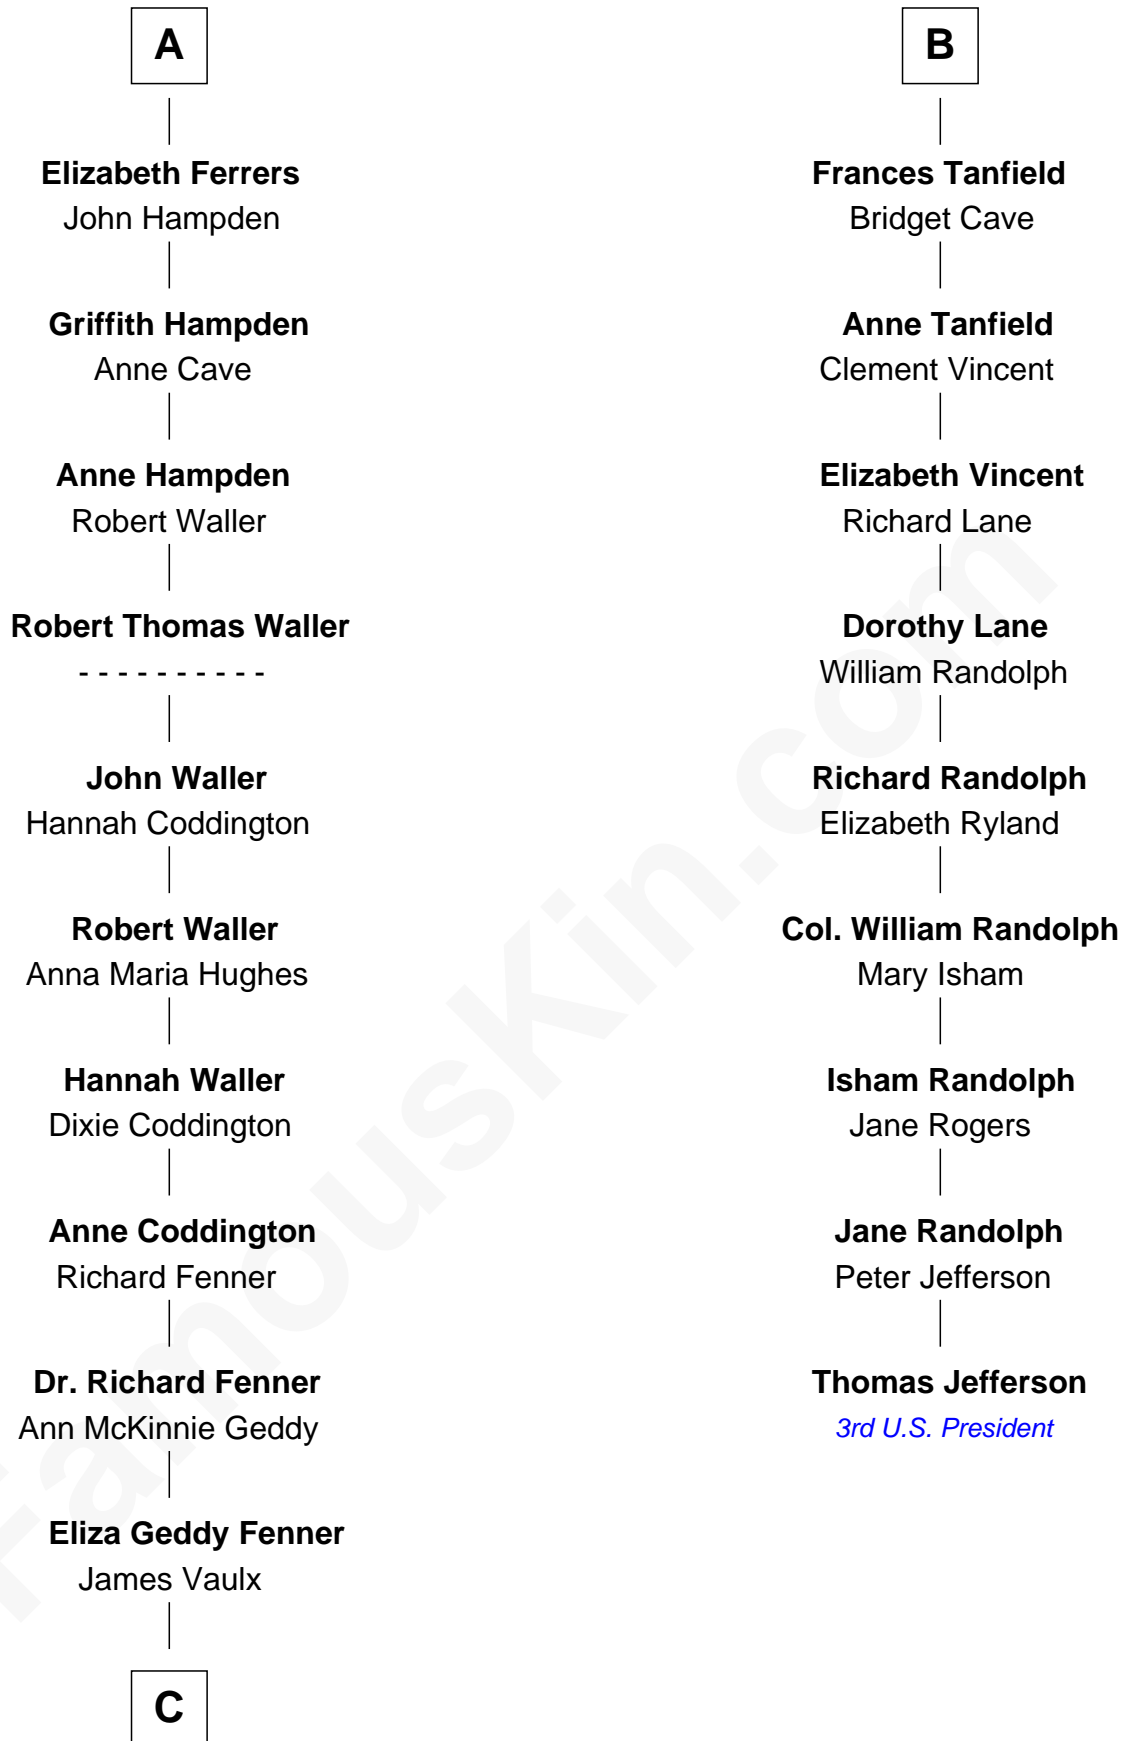 A
Elizabeth Ferrers
John Hampden
Griffith Hampden
Anne Cave
Anne Hampden
Robert Waller
Robert Thomas Waller
- - - - - - - - - -
John Waller
Hannah Coddington
Robert Waller
Anna Maria Hughes
Hannah Waller
Dixie Coddington
Anne Coddington
Richard Fenner
Dr. Richard Fenner
Ann McKinnie Geddy
Eliza Geddy Fenner
James Vaulx
C
B
Frances Tanfield
Bridget Cave
Anne Tanfield
Clement Vincent
Elizabeth Vincent
Richard Lane
Dorothy Lane
William Randolph
Richard Randolph
Elizabeth Ryland
Col. William Randolph
Mary Isham
Isham Randolph
Jane Rogers
Jane Randolph
Peter Jefferson
Thomas Jefferson
3rd U.S. President
FamousKin.com